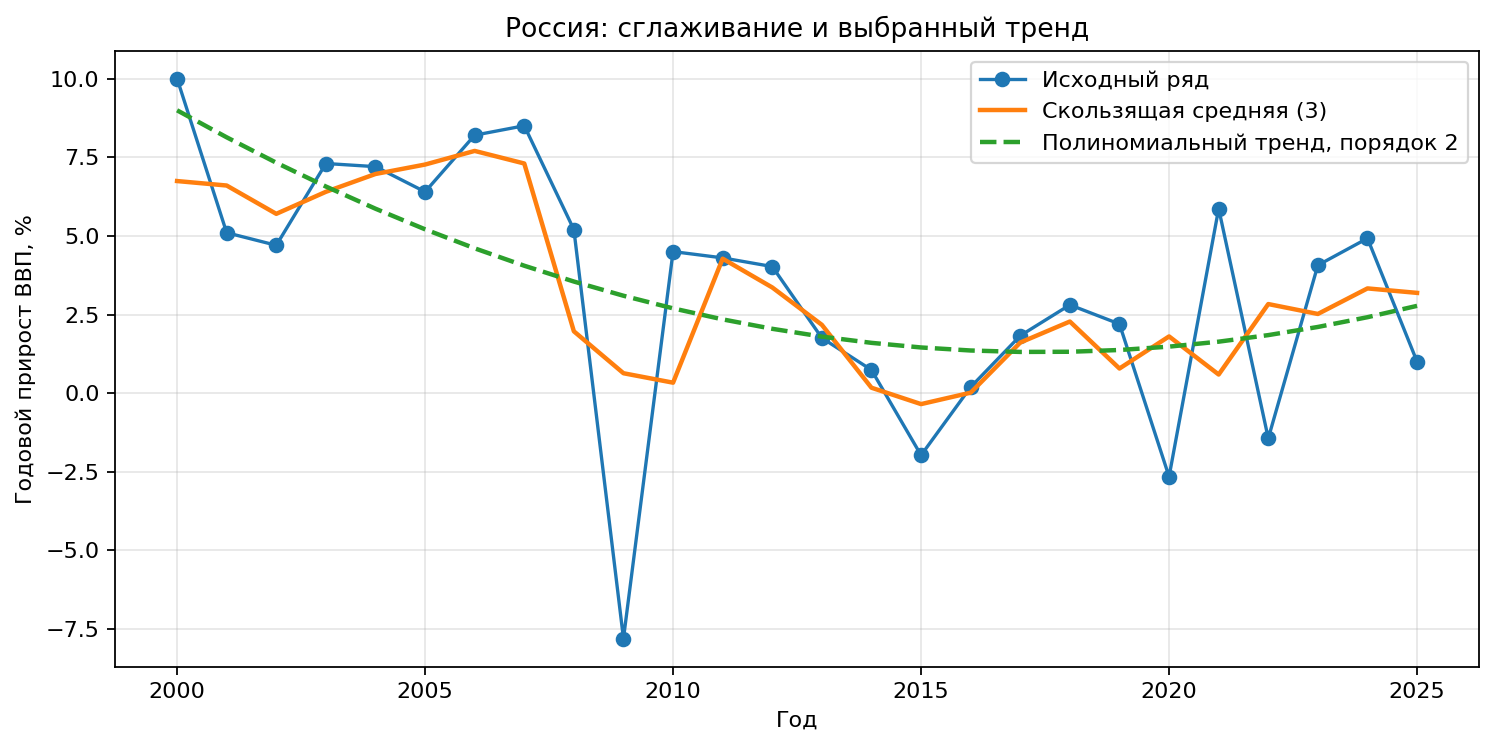 Россия: сглаживание и выбранный тренд
Исходный ряд
Скользящая средняя (3)
Полиномиальный тренд, порядок 2
Годовой прирост ВВП, %
10.0
7.5
5.0
2.5
0.0
−2.5
−5.0
−7.5
2000
2005
2010
2015
2020
2025
Год